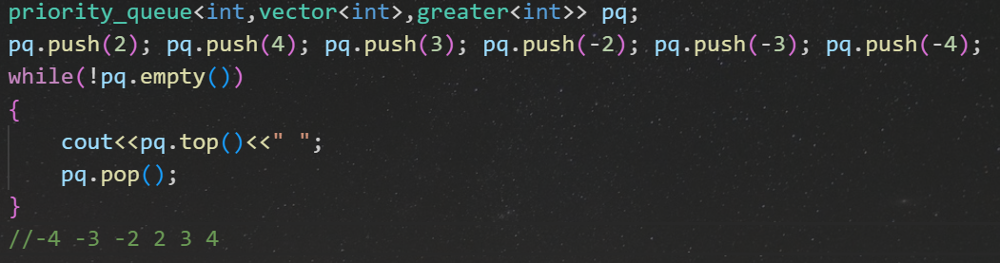 priority_queue<int,vector<int>,greater<int>> pq;
pq.push(2); pq.push(4); pq.push(3); pq.push(-2); pq.push(-3); pq.push(-4);
while(!pq.empty())
{
    cout<<pq.top()<<" ";
    pq.pop();
}
//-4 -3 -2 2 3 4